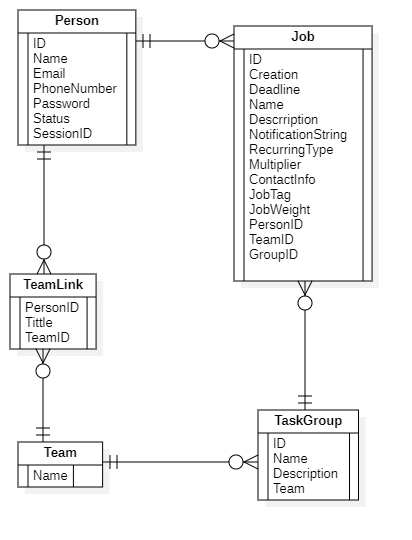 Person
ID
Name
Email
PhoneNumber
Password
Status
SessionID
Job
ID
Creation
Deadline
Name
Descrription
NotificationString
RecurringType
Multiplier
ContactInfo
JobTag
JobWeight
PersonID
TeamID
GroupID
TeamLink
PersonID
Tittle
TeamID
Team
Name
TaskGroup
ID
Name
Description
Team